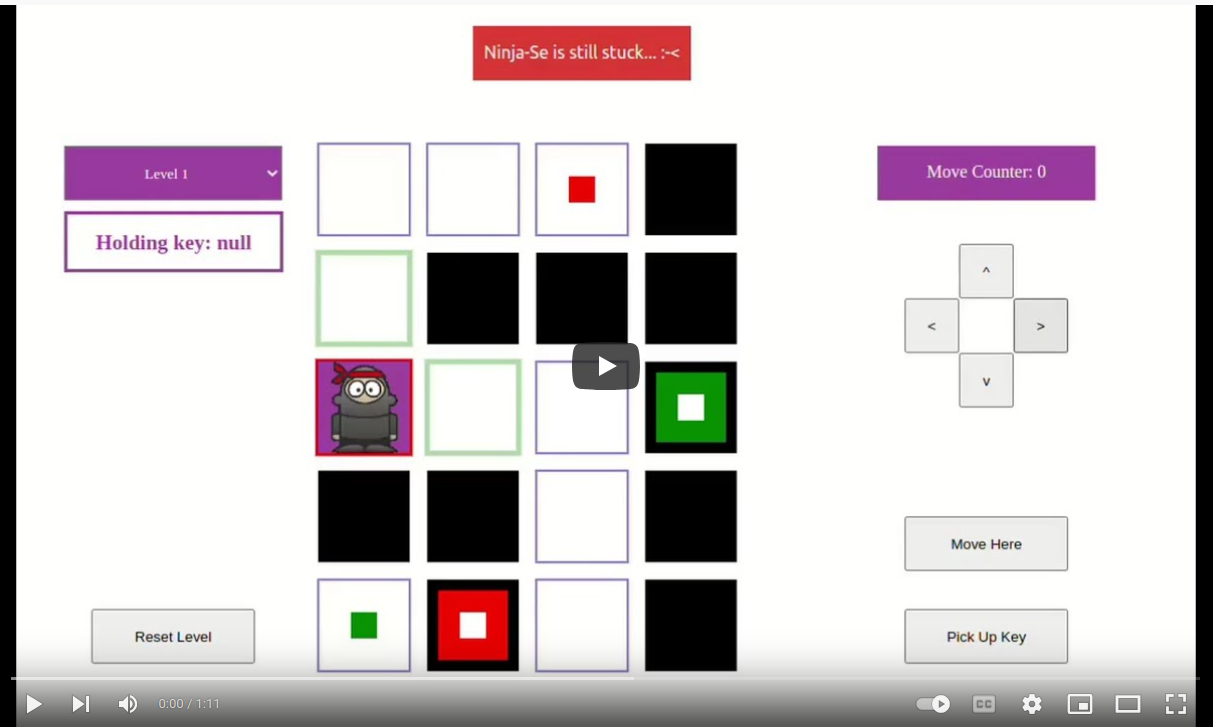 Ninja-Se is still stuck... :-<
Level 1
Move Counter: 0
Holding key: null
^
<
>
v
Move Here
Reset Level
Pick Up Key
0:00 / 1:11
CC